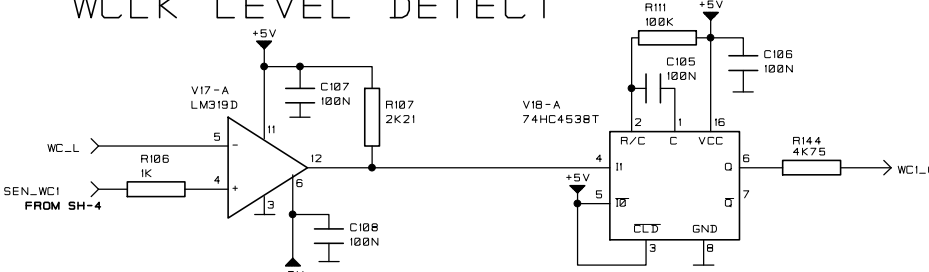 WCLK LEVEL DETECT
R111
100K
+5V
+5V
C106
100N
C105
100N
V17-A
LM319D
C107
100N
R107
2K21
V18-A
74HC4538T
11
2
1
16
R/C
C
VCC
WC_L
5
-
12
4
I1
Q
6
R144
4K75
WC1_
R106
1K
SEN_WC1
4
+
FROM SH-4
6
3
+5V
5
I0
Q
7
C108
100N
CLD
GND
3
8